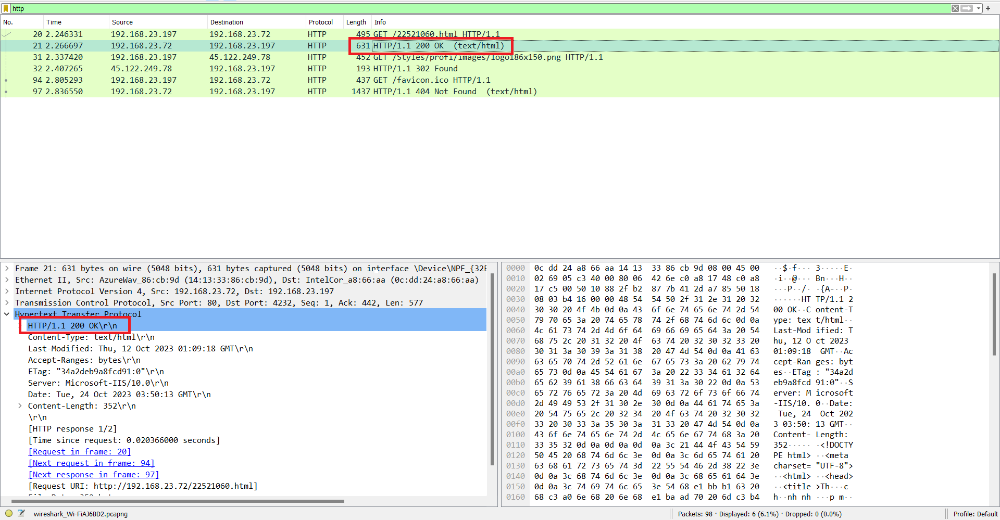 http
No. Time Source Destination Protocol Length Info
20 2.246331 192.168.23.197 192.168.23.72 HTTP 495 GET /22521060.html HTTP/1.1
21 2.266697 192.168.23.72 192.168.23.197 HTTP 631 HTTP/1.1 200 OK (text/html)
31 2.337420 192.168.23.197 45.122.249.78 HTTP 452 GET /Styles/profi/images/logo186x150.png HTTP/1.1
32 2.407265 45.122.249.78 192.168.23.197 HTTP 193 HTTP/1.1 302 Found
94 2.805293 192.168.23.197 192.168.23.72 HTTP 437 GET /favicon.ico HTTP/1.1
97 2.836550 192.168.23.72 192.168.23.197 HTTP 1437 HTTP/1.1 404 Not Found (text/html)
Frame 21: 631 bytes on wire (5048 bits), 631 bytes captured (5048 bits) on interface \Device\NPF_{32E
Ethernet II, Src: AzureWav_86:cb:9d (14:13:33:86:cb:9d), Dst: IntelCor_a8:66:aa (0c:dd:24:a8:66:aa)
Internet Protocol Version 4, Src: 192.168.23.72, Dst: 192.168.23.197
Transmission Control Protocol, Src Port: 80, Dst Port: 4232, Seq: 1, Ack: 442, Len: 577
Hypertext Transfer Protocol
HTTP/1.1 200 OK\r\n
Content-Type: text/html\r\n
Last-Modified: Thu, 12 Oct 2023 01:09:18 GMT\r\n
Accept-Ranges: bytes\r\n
ETag: "34a2deb9a8fcd91:0"\r\n
Server: Microsoft-IIS/10.0\r\n
Date: Tue, 24 Oct 2023 03:50:13 GMT\r\n
Content-Length: 352\r\n
\r\n
[HTTP response 1/2]
[Time since request: 0.020366000 seconds]
[Request in frame: 20]
[Next request in frame: 94]
[Next response in frame: 97]
[Request URI: http://192.168.23.72/22521060.html]
0000 0c dd 24 a8 66 aa 14 13 33 86 cb 9d 08 00 45 00 ··$·f··· 3·····E·
0010 02 69 05 c3 40 00 80 06 42 6e c0 a8 17 48 c0 a8 ·i··@··· Bn···H··
0020 17 c5 00 50 10 88 2f b2 87 7b 41 2d a7 85 50 18 ···P··/· ·{A-··P·
0030 08 03 b4 16 00 00 48 54 54 50 2f 31 2e 31 20 32 ······HT TP/1.1 2
0040 30 30 20 4f 4b 0d 0a 43 6f 6e 74 65 6e 74 2d 54 00 OK··C ontent-T
0050 79 70 65 3a 20 74 65 78 74 2f 68 74 6d 6c 0d 0a ype: tex t/html··
0060 4c 61 73 74 2d 4d 6f 64 69 66 69 65 64 3a 20 54 Last-Mod ified: T
0070 68 75 2c 20 31 32 20 4f 63 74 20 32 30 32 33 20 hu, 12 O ct 2023
0080 30 31 3a 30 39 3a 31 38 20 47 4d 54 0d 0a 41 63 01:09:18 GMT··Ac
0090 63 65 70 74 2d 52 61 6e 67 65 73 3a 20 62 79 74 cept-Ran ges: byt
00a0 65 73 0d 0a 45 54 61 67 3a 20 22 33 34 61 32 64 es··ETag : "34a2d
00b0 65 62 39 61 38 66 63 64 39 31 3a 30 22 0d 0a 53 eb9a8fcd 91:0"··S
00c0 65 72 76 65 72 3a 20 4d 69 63 72 6f 73 6f 66 74 erver: M icrosoft
00d0 2d 49 49 53 2f 31 30 2e 30 0d 0a 44 61 74 65 3a -IIS/10. 0··Date:
00e0 20 54 75 65 2c 20 32 34 20 4f 63 74 20 32 30 32 Tue, 24 Oct 202
00f0 33 20 30 33 3a 35 30 3a 31 33 20 47 4d 54 0d 0a 3 03:50: 13 GMT··
0100 43 6f 6e 74 65 6e 74 2d 4c 65 6e 67 74 68 3a 20 Content- Length:
0110 33 35 32 0d 0a 0d 0a 0d 0a 3c 21 44 4f 43 54 59 352····· ·<!DOCTY
0120 50 45 20 68 74 6d 6c 3e 0d 0a 3c 6d 65 74 61 20 PE html> ··<meta
0130 63 68 61 72 73 65 74 3d 22 55 54 46 2d 38 22 3e charset= "UTF-8">
0140 0d 0a 3c 68 74 6d 6c 3e 0d 0a 3c 68 65 61 64 3e ··<html> ··<head>
0150 0d 0a 3c 74 69 74 6c 65 3e 54 68 e1 bb b1 63 20 ··<title >Th···c
0160 68 c3 a0 6e 68 20 6e 68 e1 ba ad 70 20 6d c3 b4 h··nh nh ···p m··
wireshark_Wi-FiAJ6BD2.pcapng
Packets: 98 · Displayed: 6 (6.1%) · Dropped: 0 (0.0%)
Profile: Default